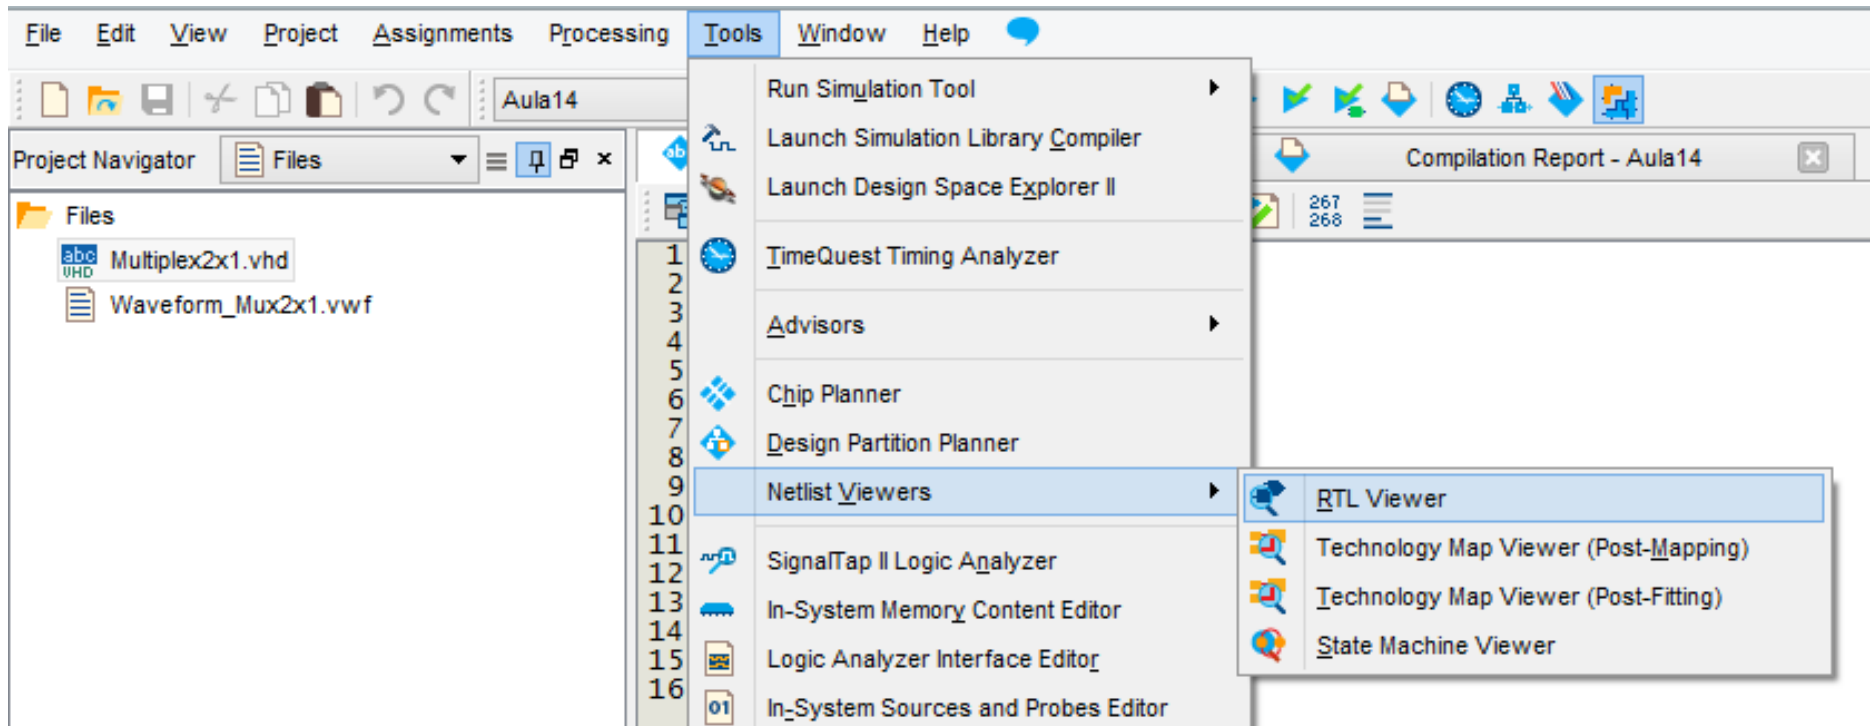 File Edit View Project Assignments Processing Tools Window Help
Aula14
Project Navigator Files
Files
abc VHD Multiplex2x1.vhd
Waveform_Mux2x1.vwf
Run Simulation Tool
Launch Simulation Library Compiler
Launch Design Space Explorer II
TimeQuest Timing Analyzer
Advisors
Chip Planner
Design Partition Planner
Netlist Viewers
SignalTap II Logic Analyzer
In-System Memory Content Editor
Logic Analyzer Interface Editor
01 In-System Sources and Probes Editor
RTL Viewer
Technology Map Viewer (Post-Mapping)
Technology Map Viewer (Post-Fitting)
State Machine Viewer
ab
Compilation Report - Aula14
267
268
1
2
3
4
5
6
7
8
9
10
11
12
13
14
15
16